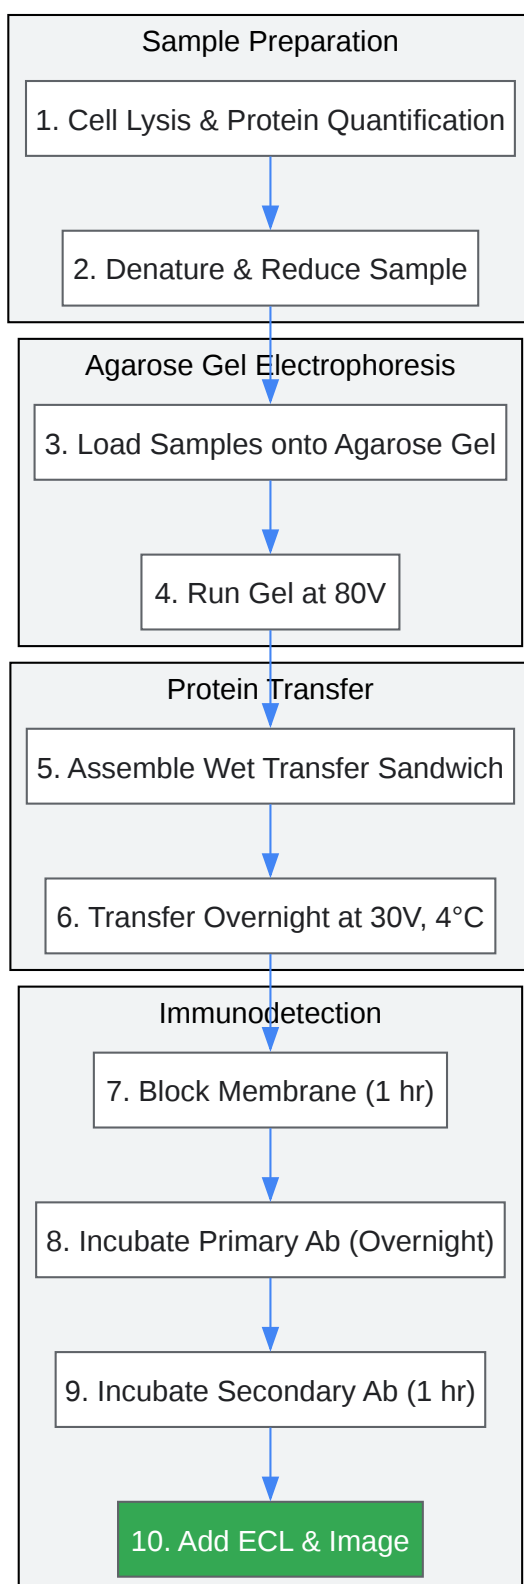 Sample Preparation
1. Cell Lysis & Protein Quantification
2. Denature & Reduce Sample
Agarose Gel Electrophoresis
3. Load Samples onto Agarose Gel
4. Run Gel at 80V
Protein Transfer
5. Assemble Wet Transfer Sandwich
6. Transfer Overnight at 30V, 4°C
Immunodetection
7. Block Membrane (1 hr)
8. Incubate Primary Ab (Overnight)
9. Incubate Secondary Ab (1 hr)
10. Add ECL & Image